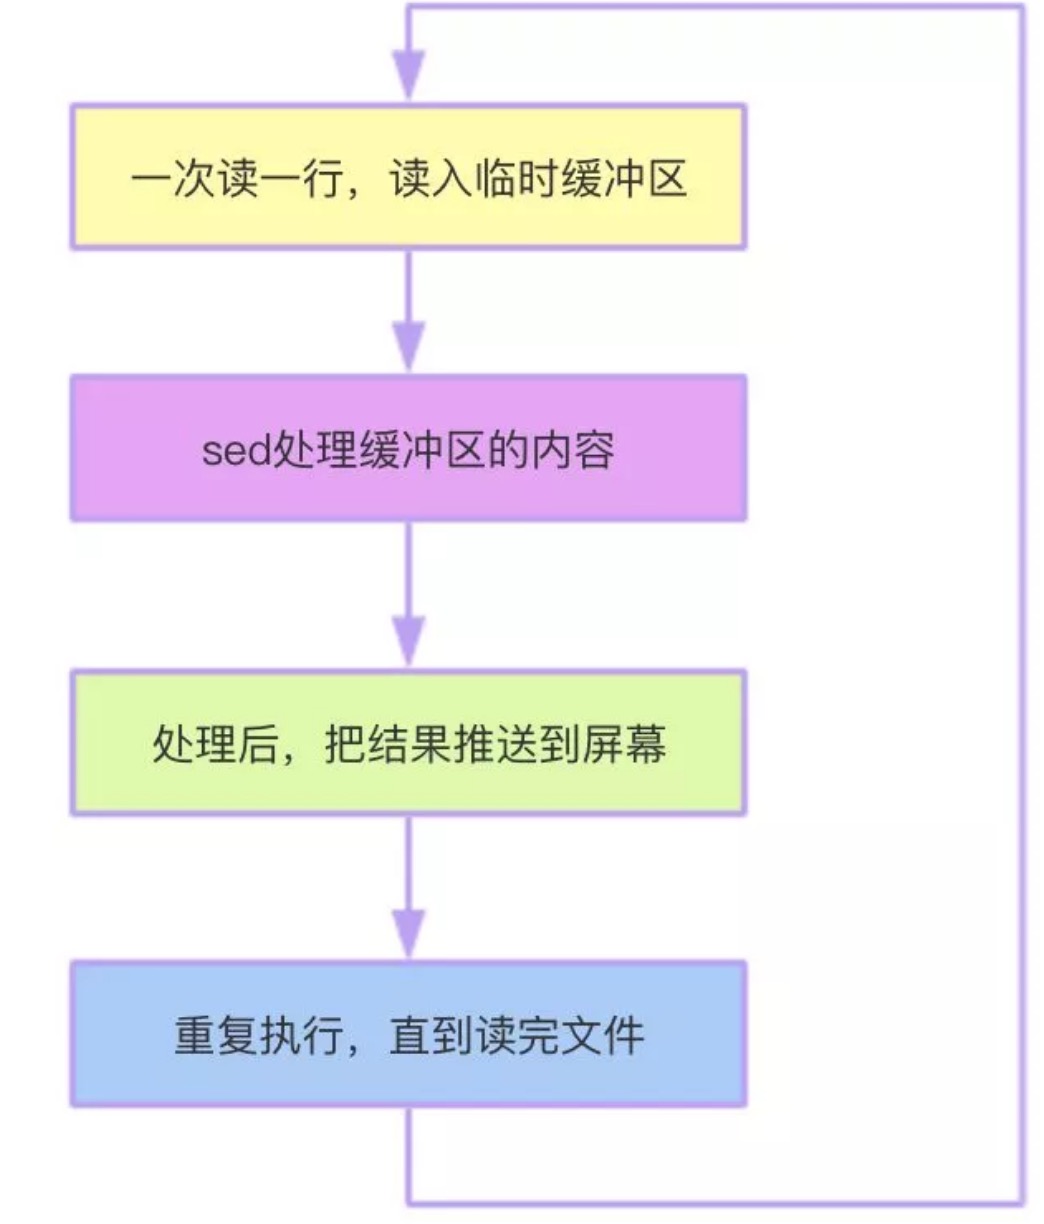 一次读一行，读入临时缓冲区
sed处理缓冲区的内容
处理后，把结果推送到屏幕
重复执行，直到读完文件